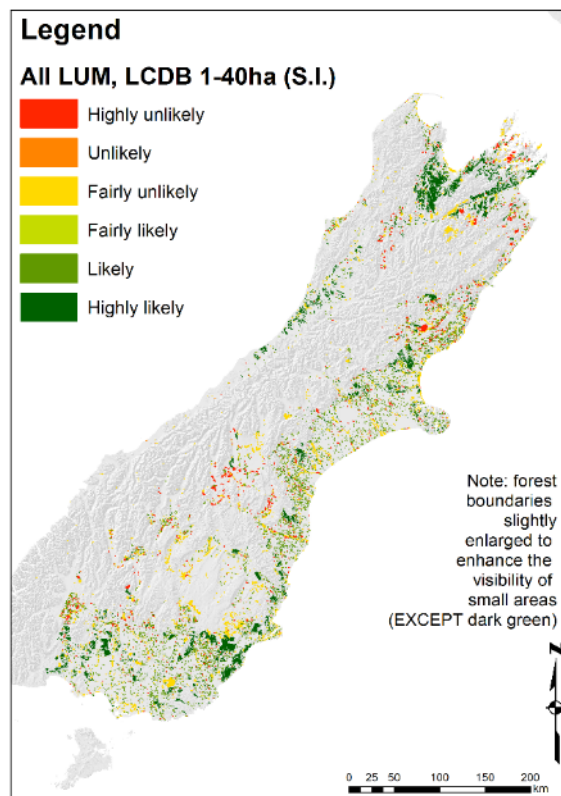 Legend
All LUM, LCDB 1-40ha (S.I.)
Highly unlikely
Unlikely
Fairly unlikely
Fairly likely
Likely
Highly likely
Note: forest
boundaries
slightly
enlarged to
enhance the
visibility of
small areas
(EXCEPT dark green)
N
0 25 50 100 150 200
km